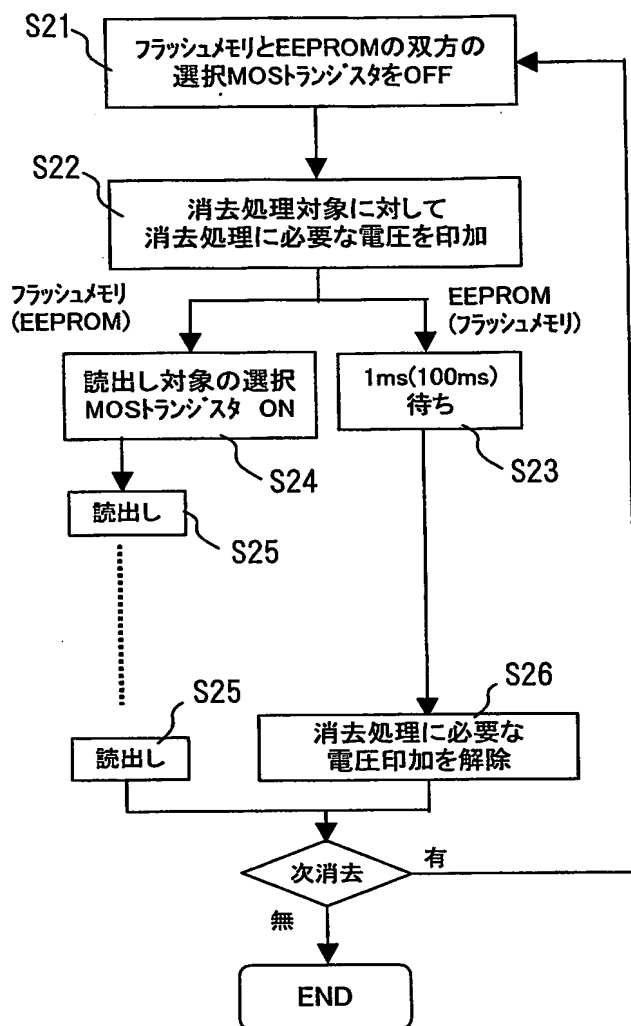 S21
フラッシュメモリとEEPROMの双方の
選択MOSトランジスタをOFF
S22
消去処理対象に対して
消去処理に必要な電圧を印加
フラッシュメモリ
(EEPROM)
EEPROM
(フラッシュメモリ)
読出し対象の選択
MOSトランジスタ ON
1ms(100ms)
待ち
S24
S23
読出し
S25
S25
S26
読出し
消去処理に必要な
電圧印加を解除
次消去
有
無
END